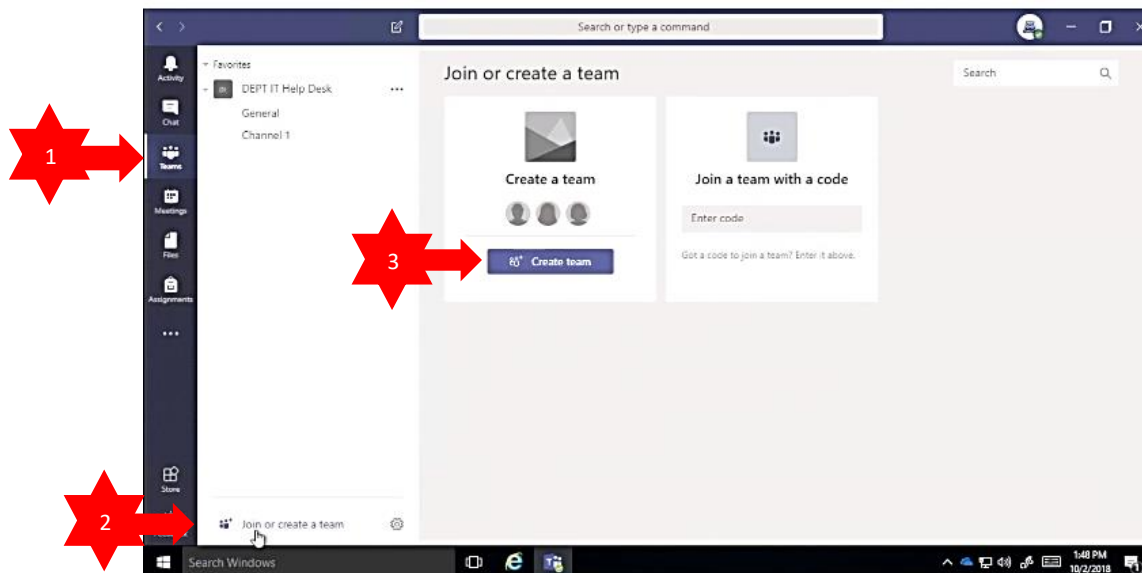 Search or type a command
Activity
Chat
Teams
Meetings
Files
Assignments
Store
Favorites
DEPT IT Help Desk
General
Channel 1
Join or create a team
Join or create a team
Search
Create a team
Create team
Join a team with a code
Enter code
Got a code to join a team? Enter it above.
1
2
3
Search Windows
1:48 PM
10/2/2018